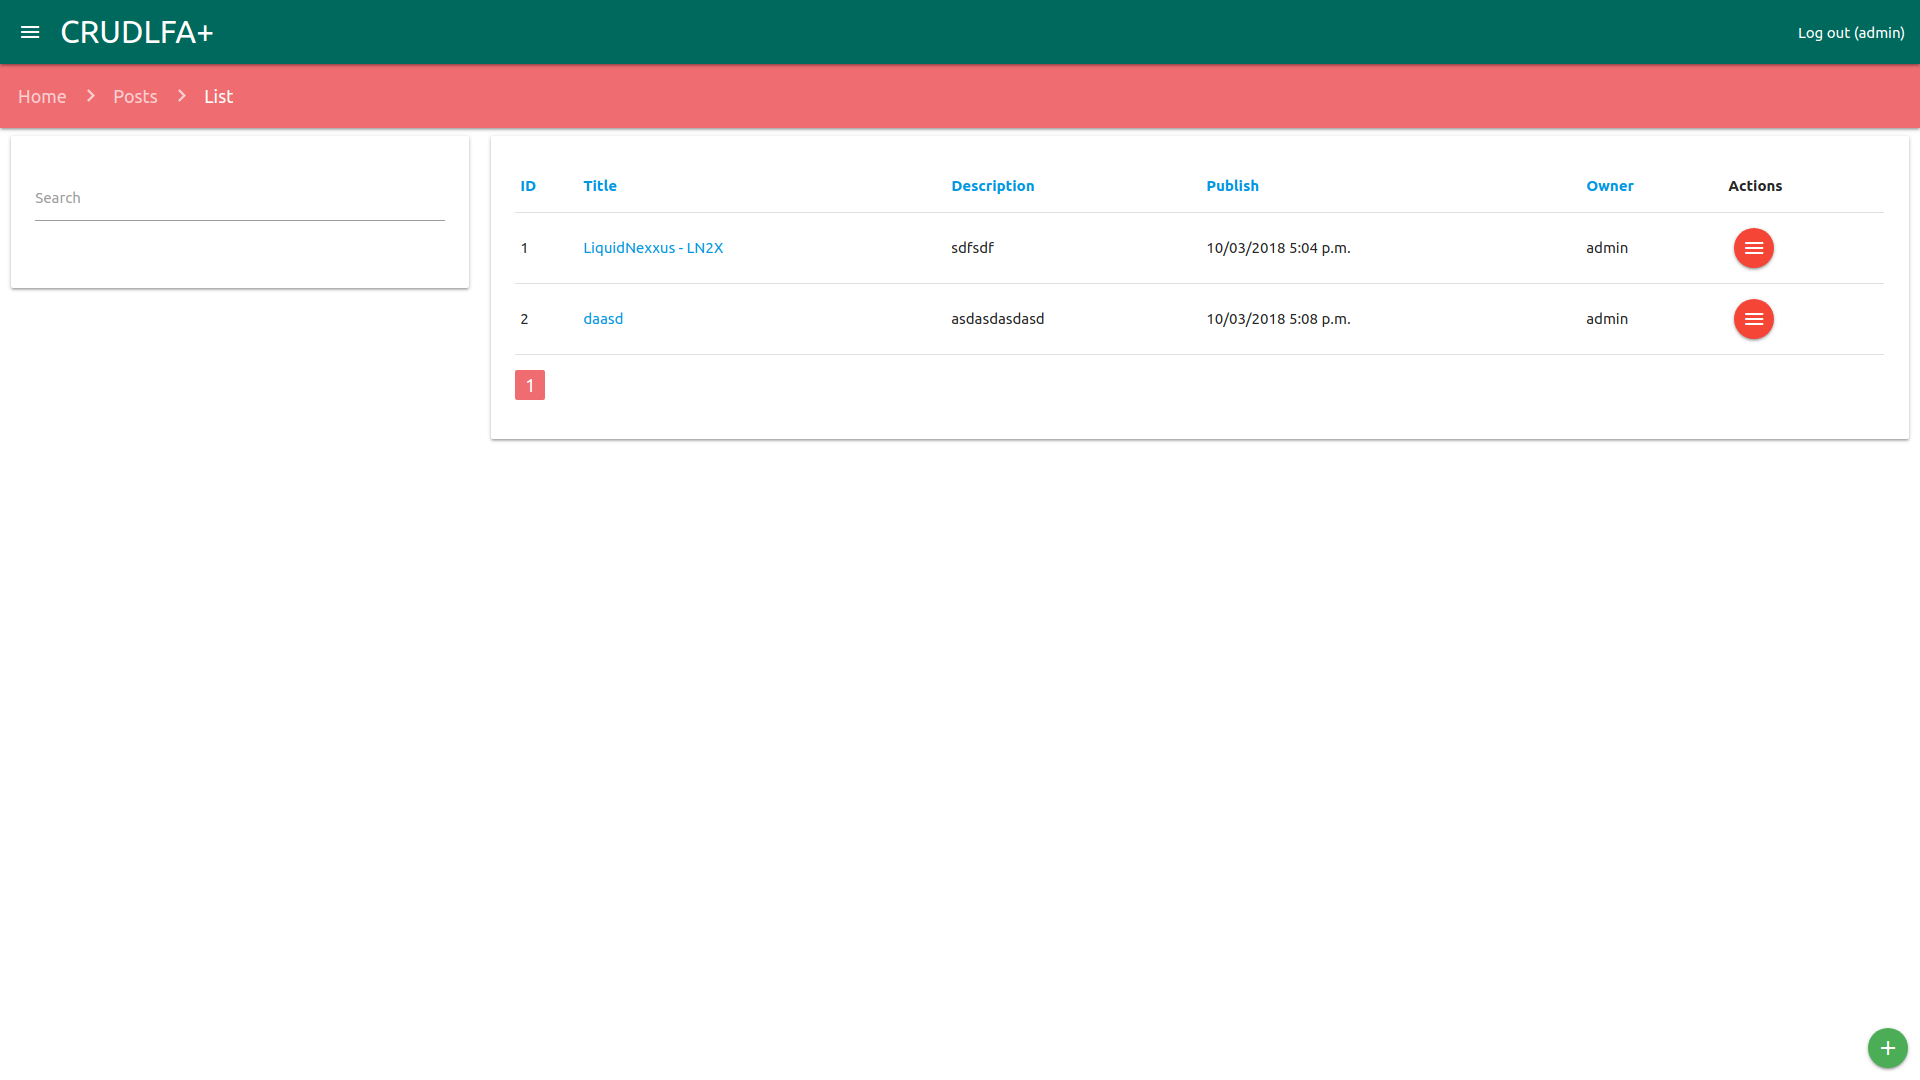 CRUDLFA+
Log out (admin)
Home
Posts
List
Search
ID Title Description Publish Owner Actions
1 LiquidNexxus - LN2X sdfsdf 10/03/2018 5:04 p.m. admin
2 daasd asdasdasdasd 10/03/2018 5:08 p.m. admin
1